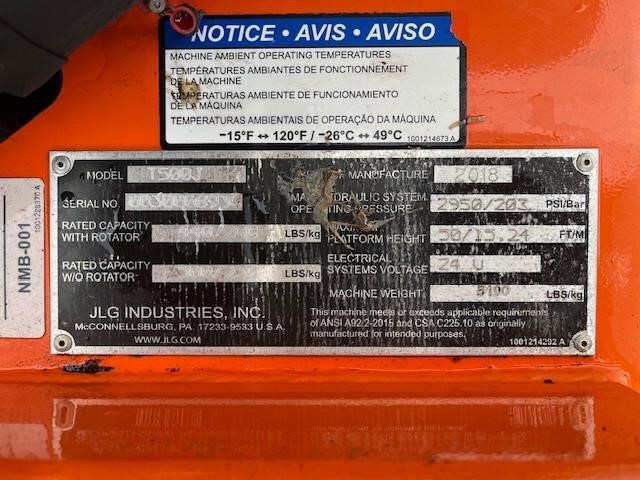 NOTICE • AVIS • AVISO
MACHINE AMBIENT OPERATING TEMPERATURES
TEMPÉRATURES AMBIANTES DE FONCTIONNEMENT
DE LA MACHINE
TEMPERATURAS AMBIENTE DE FUNCIONAMIENTO
DE LA MÁQUINA
TEMPERATURAS AMBIENTAIS DE OPERAÇÃO DA MÁQUINA
–15°F ↔ 120°F / –26°C ↔ 49°C 1001214673 A
MODEL T500J
SERIAL NO.
RATED CAPACITY
WITH ROTATOR LBS/kg
RATED CAPACITY
W/O ROTATOR LBS/kg
JLG INDUSTRIES, INC.
McCONNELLSBURG, PA. 17233-9533 U.S.A.
WWW.JLG.COM
OF MANUFACTURE 2018
HYDRAULIC SYSTEM
OPERATING PRESSURE 2950/203 PSI/Bar
PLATFORM HEIGHT 50/15.24 FT/M
ELECTRICAL
SYSTEMS VOLTAGE 24 V
MACHINE WEIGHT LBS/kg
This machine meets or exceeds applicable requirements
of ANSI A92.2-2015 and CSA C225.10 as originally
manufactured for intended purposes.
1001214292 A
NMB-001
1001228370 A